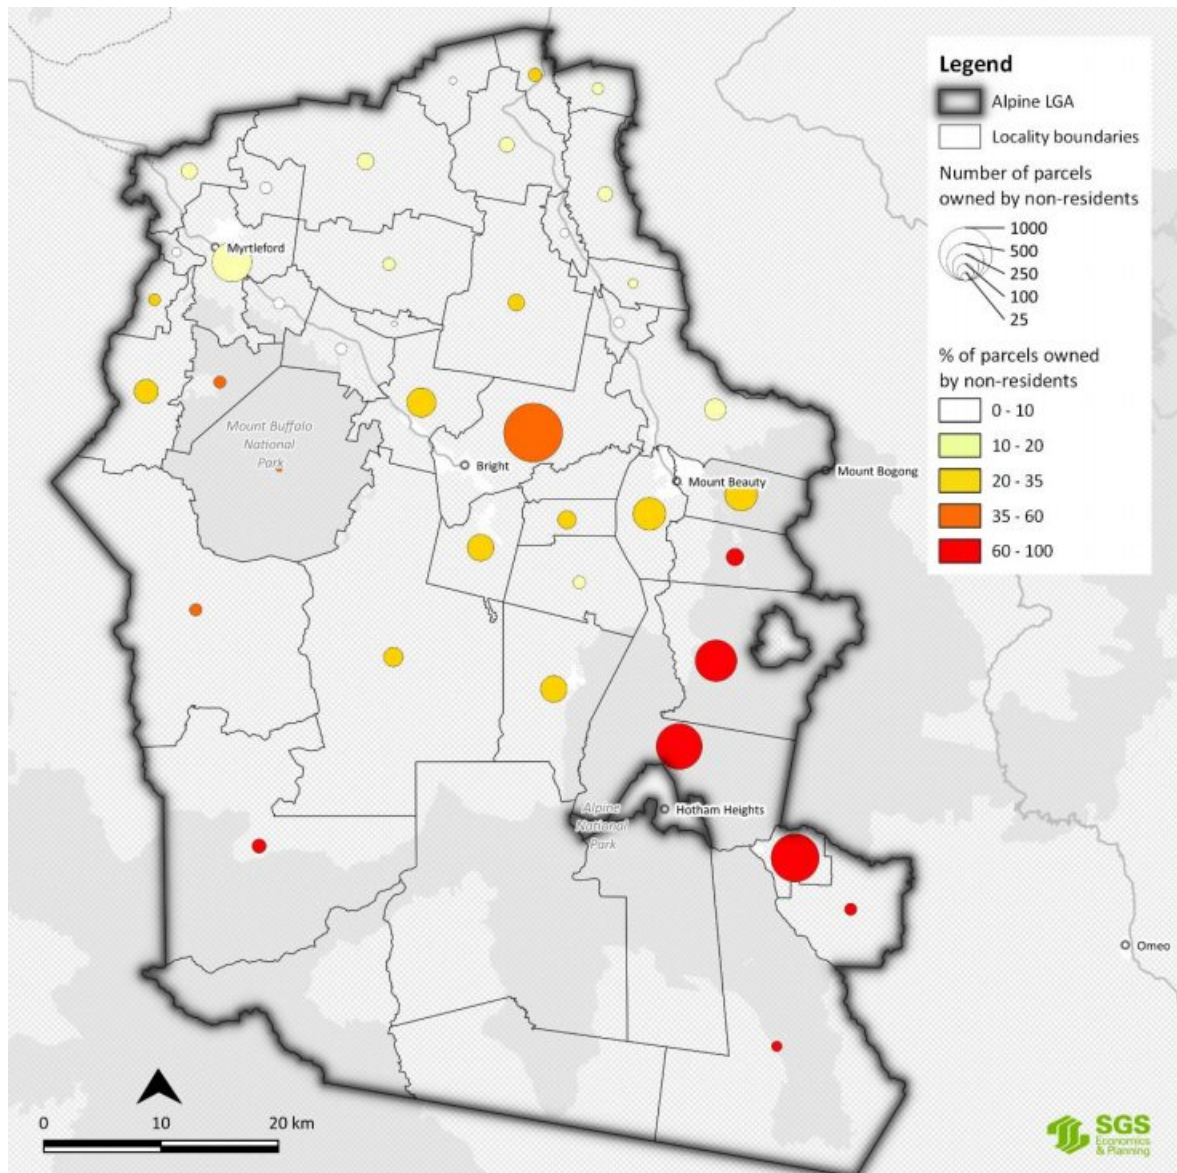 Legend
Alpine LGA
Locality boundaries
Number of parcels
owned by non-residents
1000
500
250
100
25
% of parcels owned
by non-residents
0 - 10
10 - 20
20 - 35
35 - 60
60 - 100
Myrtleford
Mount Buffalo
National
Park
Bright
Mount Beauty
Mount Bogong
Hotham Heights
Alpine
National
Park
Omeo
0 10 20 km
SGS
Economics
& Planning